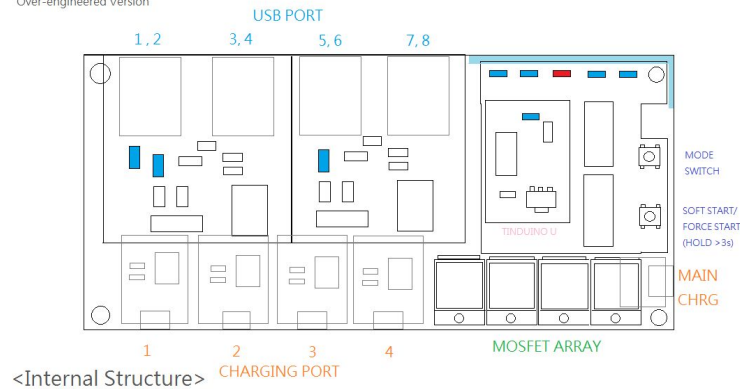 Over-engineered Version
USB PORT
1, 2
3, 4
5, 6
7, 8
MODE
SWITCH
SOFT START/
FORCE START
(HOLD >3s)
TINDUINO U
MAIN
CHRG
1
2
3
4
MOSFET ARRAY
CHARGING PORT
<Internal Structure>